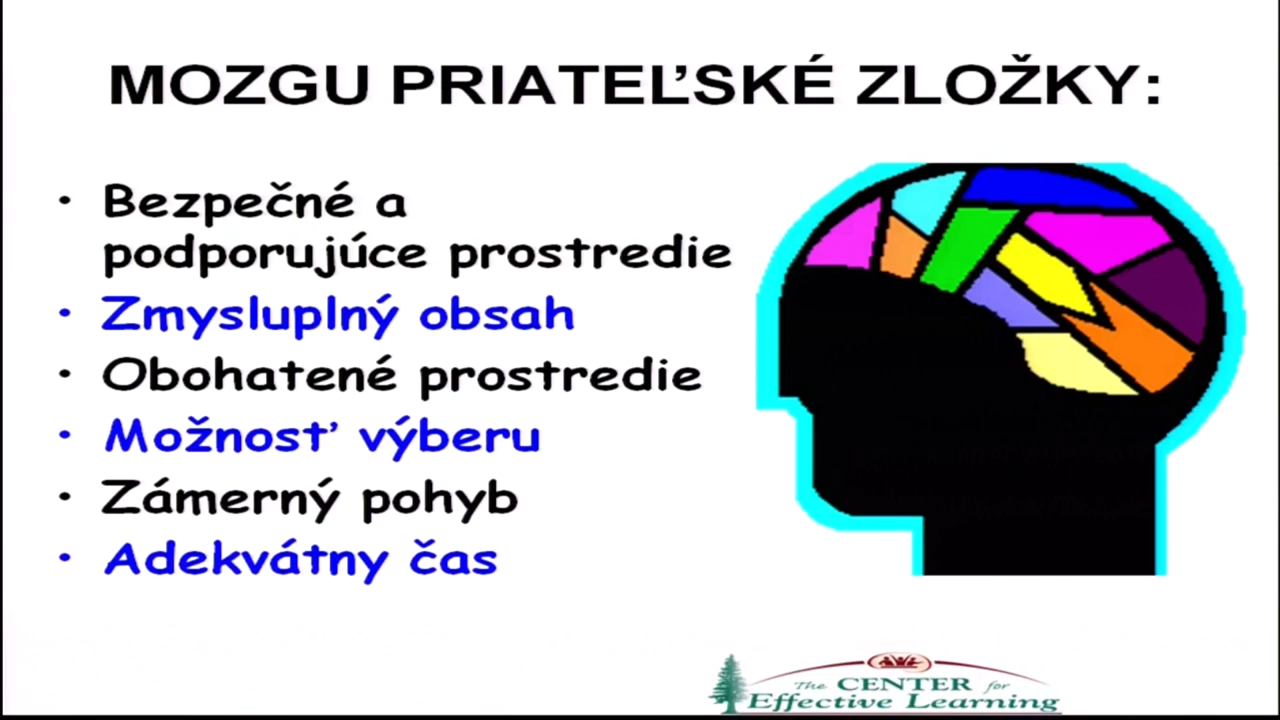 MOZGU PRIATEĽSKÉ ZLOŽKY:
• Bezpečné a
podporujúce prostredie
• Zmysluplný obsah
• Obohatené prostredie
• Možnosť výberu
• Zámerný pohyb
• Adekvátny čas
The CENTER for
Effective Learning